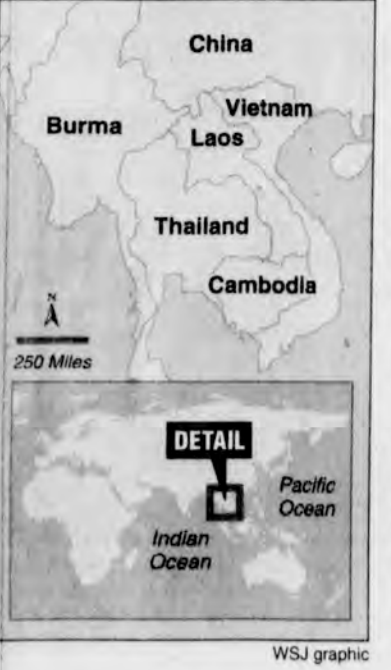 China
Vietnam
Burma
Laos
Thailand
Cambodia
N
250 Miles
DETAIL
Pacific
Ocean
Indian
Ocean
WSJ graphic